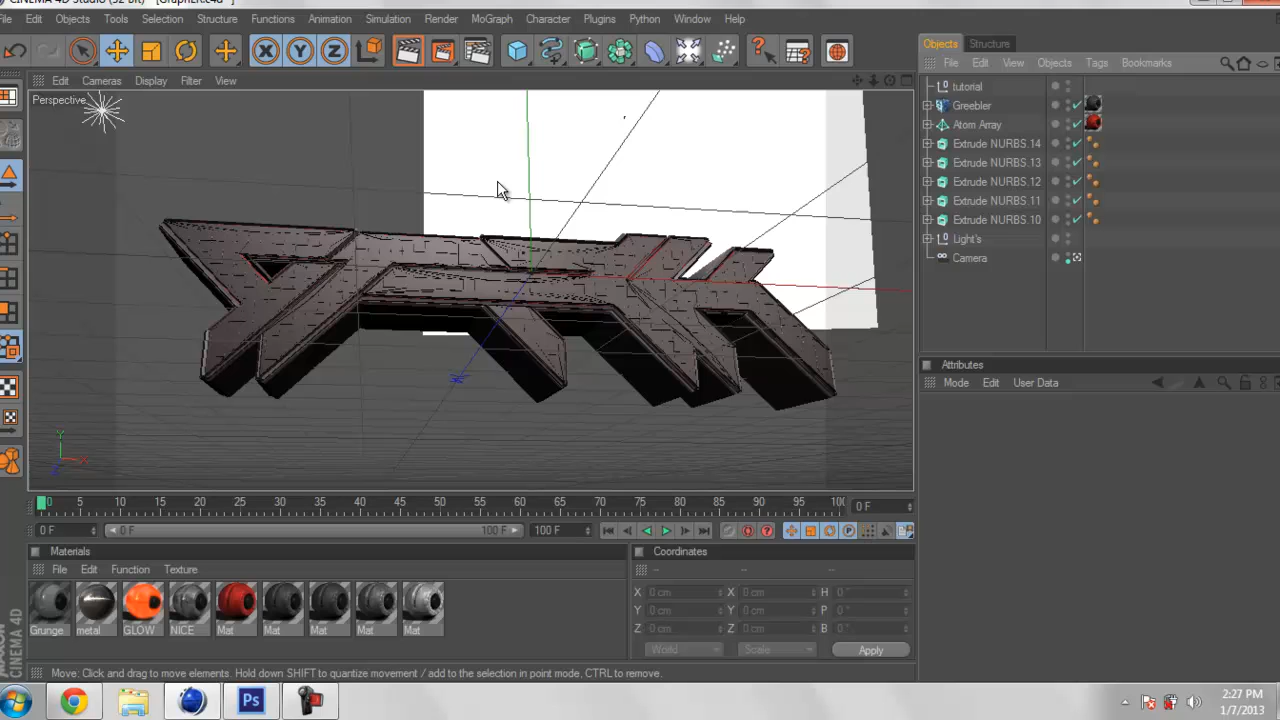 Edit Objects Tools Selection Structure Functions Animation Simulation Render MoGraph Character Plugins Python Window Help
Edit Cameras Display Filter View
Perspective
Objects Structure
File Edit View Objects Tags Bookmarks
tutorial
Greebler
Atom Array
Extrude NURBS.14
Extrude NURBS.13
Extrude NURBS.12
Extrude NURBS.11
Extrude NURBS.10
Light's
Camera
Attributes
Mode Edit User Data
Y
X
0 5 10 15 20 25 30 35 40 45 50 55 60 65 70 75 80 85 90 95 0 F
0 F 0 F 100 F 100 F
Materials
File Edit Function Texture
Grunge metal GLOW NICE Mat Mat Mat Mat Mat
Coordinates
-- -- --
X 0 cm X 0 cm H 0 °
Y 0 cm Y 0 cm P 0 °
Z 0 cm Z 0 cm B 0 °
World Scale Apply
MAXON CINEMA 4D
Move: Click and drag to move elements. Hold down SHIFT to quantize movement / add to the selection in point mode, CTRL to remove.
Ps
2:27 PM
1/7/2013